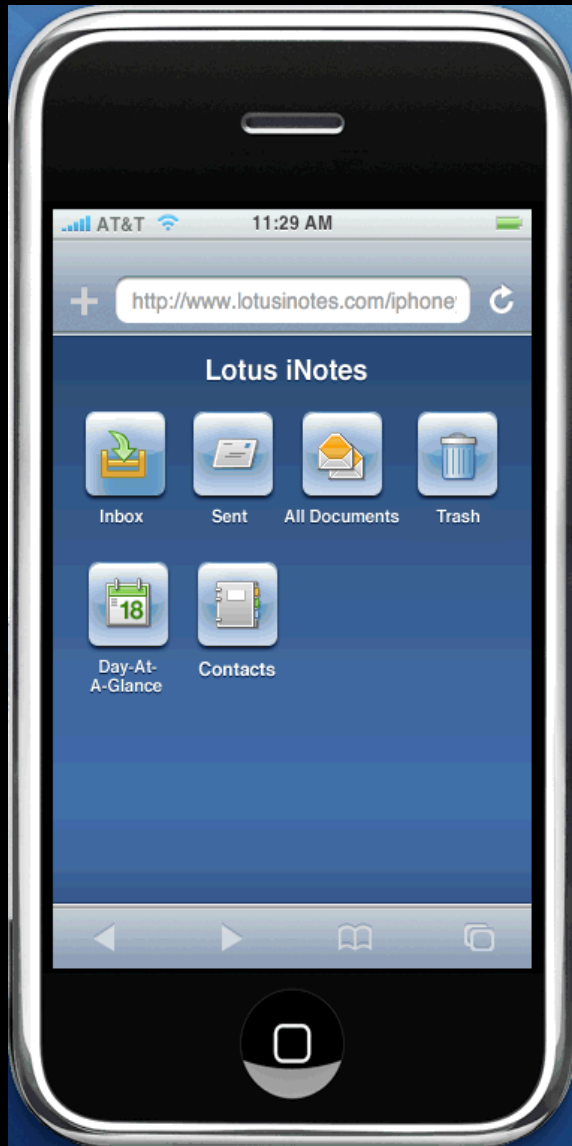 AT&T 11:29 AM
http://www.lotusinotes.com/iphone
Lotus iNotes
Inbox Sent All Documents Trash
18
Day-At- Contacts
A-Glance